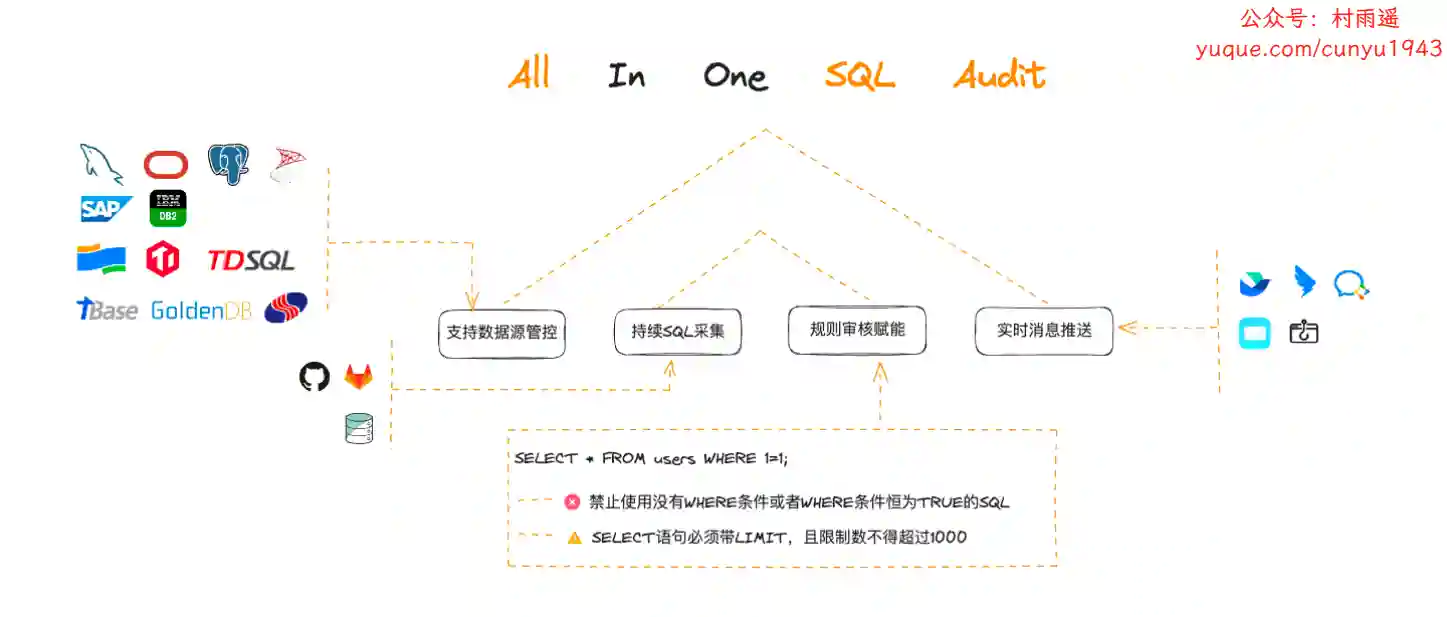 公众号：村雨遥
yuque.com/cunyu1943
All In One SQL Audit
SAP
IBM
DB2
TDSQL
TBase GoldenDB
支持数据源管控
持续SQL采集
规则审核赋能
实时消息推送
SELECT * FROM users WHERE 1=1;
禁止使用没有WHERE条件或者WHERE条件恒为TRUE的SQL
SELECT语句必须带LIMIT，且限制数不得超过1000